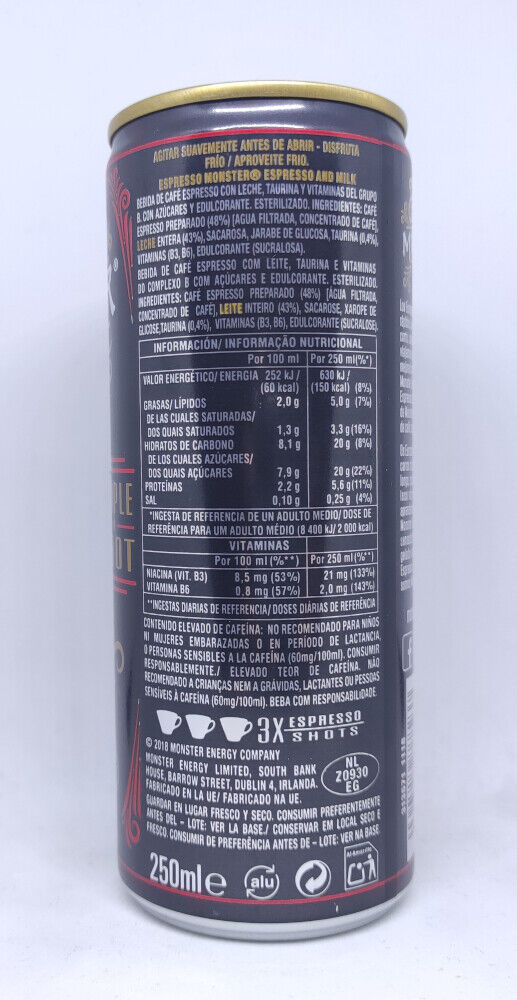 AGITAR SUAVEMENTE ANTES DE ABRIR - DISFRUTA
FRÍO / APROVEITE FRIO.
ESPRESSO MONSTER® ESPRESSO AND MILK
BEBIDA DE CAFÉ ESPRESSO CON LECHE, TAURINA Y VITAMINAS DEL GRUPO
B. CON AZÚCARES Y EDULCORANTE. ESTERILIZADO. INGREDIENTES: CAFÉ
ESPRESSO PREPARADO (48%) [AGUA FILTRADA, CONCENTRADO DE CAFÉ],
LECHE ENTERA (43%), SACAROSA, JARABE DE GLUCOSA, TAURINA (0,4%),
VITAMINAS (B3, B6), EDULCORANTE (SUCRALOSA).
BEBIDA DE CAFÉ ESPRESSO COM LEITE, TAURINA E VITAMINAS
DO COMPLEXO B COM AÇÚCARES E EDULCORANTE. ESTERILIZADO.
INGREDIENTES: CAFÉ ESPRESSO PREPARADO (48%) [ÁGUA FILTRADA,
CONCENTRADO DE CAFÉ], LEITE INTEIRO (43%), SACAROSE, XAROPE DE
GLICOSE,TAURINA (0,4%), VITAMINAS (B3, B6), EDULCORANTE (SUCRALOSE).
INFORMACIÓN/ INFORMAÇÃO NUTRICIONAL
Por 100 ml Por 250 ml(%*)
VALOR ENERGÉTICO/ ENERGIA 252 kJ / 630 kJ /
(60 kcal) (150 kcal) (8%)
GRASAS/ LÍPIDOS 2,0 g 5,0 g (7%)
DE LAS CUALES SATURADAS/
DOS QUAIS SATURADOS 1,3 g 3,3 g(16%)
HIDRATOS DE CARBONO 8,1 g 20 g (8%)
DE LOS CUALES AZÚCARES/
DOS QUAIS AÇÚCARES 7,9 g 20 g(22%)
PROTEÍNAS 2,2 g 5,6 g(11%)
SAL 0,10 g 0,25 g (4%)
*INGESTA DE REFERENCIA DE UN ADULTO MEDIO/ DOSE DE
REFERÊNCIA PARA UM ADULTO MÉDIO (8 400 kJ/ 2 000 kcal)
VITAMINAS
Por 100 ml (%**) Por 250 ml (%**)
NIACINA (VIT. B3) 8,5 mg (53%) 21 mg (133%)
VITAMINA B6 0,8 mg (57%) 2,0 mg (143%)
**INGESTAS DIARIAS DE REFERENCIA/ DOSES DIÁRIAS DE REFERÊNCIA
CONTENIDO ELEVADO DE CAFEÍNA: NO RECOMENDADO PARA NIÑOS
NI MUJERES EMBARAZADAS O EN PERÍODO DE LACTANCIA,
O PERSONAS SENSIBLES A LA CAFEÍNA (60mg/100ml). CONSUMIR
RESPONSABLEMENTE./ ELEVADO TEOR DE CAFEÍNA. NÃO
RECOMENDADO A CRIANÇAS NEM A GRÁVIDAS, LACTANTES OU PESSOAS
SENSÍVEIS À CAFEÍNA (60mg/100ml). BEBA COM RESPONSABILIDADE.
3X ESPRESSO
SHOTS
© 2018 MONSTER ENERGY COMPANY
MONSTER ENERGY LIMITED, SOUTH BANK
HOUSE, BARROW STREET, DUBLIN 4, IRLANDA.
FABRICADO EN LA UE/ FABRICADO NA UE.
NL
Z0930
EG
GUARDAR EN LUGAR FRESCO Y SECO. CONSUMIR PREFERENTEMENTE
ANTES DEL - LOTE: VER LA BASE./ CONSERVAR EM LOCAL SECO E
FRESCO. CONSUMIR DE PREFERÊNCIA ANTES DE - LOTE: VER NA BASE.
250ml e alu
PLE
OT